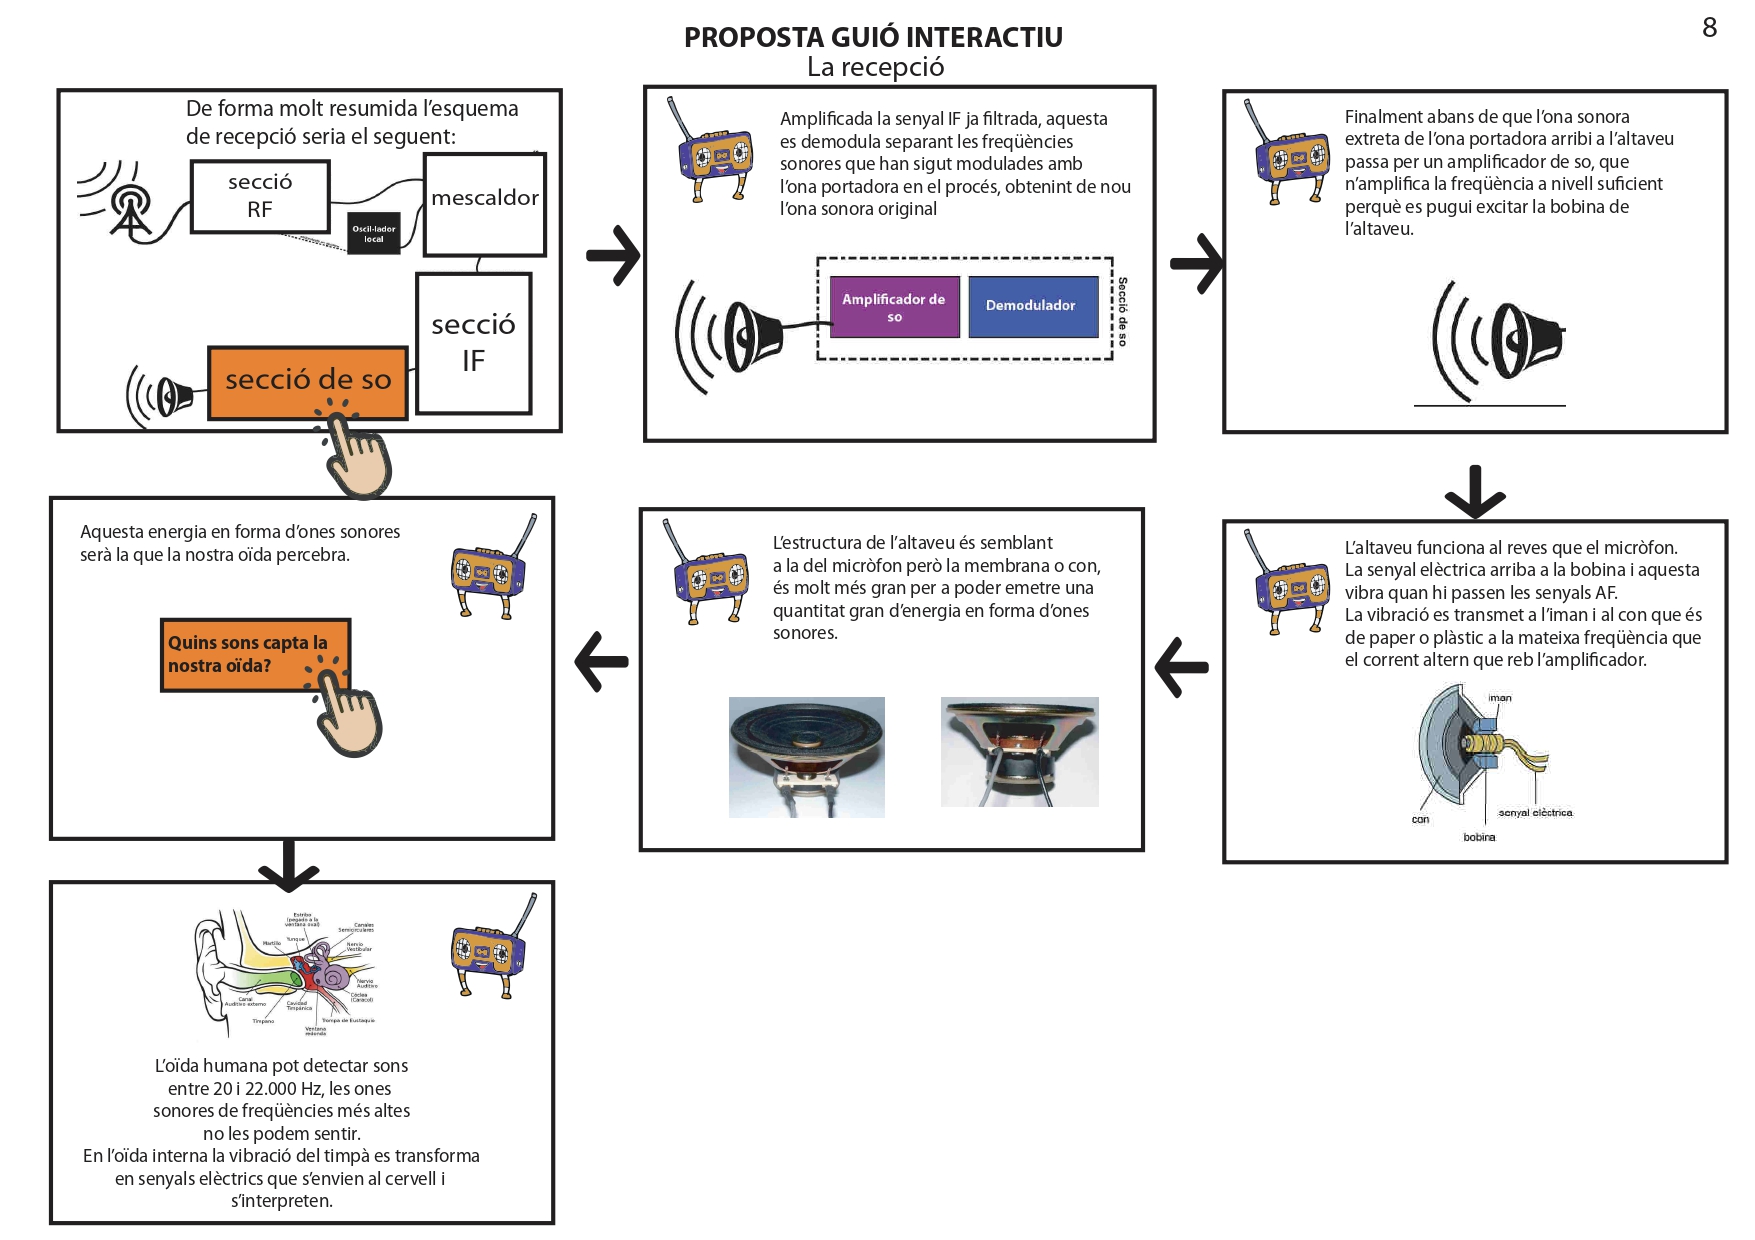 8
PROPOSTA GUIÓ INTERACTIU
La recepció
De forma molt resumida l'esquema
de recepció seria el seguent:
secció
RF
mescaldor
Oscil-lador
local
secció
IF
secció de so
Amplificada la senyal IF ja filtrada, aquesta
es demodula separant les freqüències
sonores que han sigut modulades amb
l'ona portadora en el procés, obtenint de nou
l'ona sonora original
Amplificador de
so
Demodulador
Secció de so
Finalment abans de que l'ona sonora
extreta de l'ona portadora arribi a l'altaveu
passa per un amplificador de so, que
n'amplifica la freqüència a nivell suficient
perquè es pugui excitar la bobina de
l'altaveu.
L'altaveu funciona al reves que el micròfon.
La senyal elèctrica arriba a la bobina i aquesta
vibra quan hi passen les senyals AF.
La vibració es transmet a l'iman i al con que és
de paper o plàstic a la mateixa freqüència que
el corrent altern que reb l'amplificador.
iman
con
senyal elèctrica
bobina
L'estructura de l'altaveu és semblant
a la del micròfon però la membrana o con,
és molt més gran per a poder emetre una
quantitat gran d'energia en forma d'ones
sonores.
Aquesta energia en forma d'ones sonores
serà la que la nostra oïda percebra.
Quins sons capta la
nostra oïda?
Estribo
(pegado a la
ventana oval)
Canales
Semicirculares
Yunque
Martillo
Nervio
Vestibular
Nervio
Auditivo
Cóclea
(Caracol)
Canal
Auditivo externo
Cavidad
Timpánica
Tímpano
Trompa de Eustaquio
Ventana
redonda
L'oïda humana pot detectar sons
entre 20 i 22.000 Hz, les ones
sonores de freqüències més altes
no les podem sentir.
En l'oïda interna la vibració del timpà es transforma
en senyals elèctrics que s'envien al cervell i
s'interpreten.